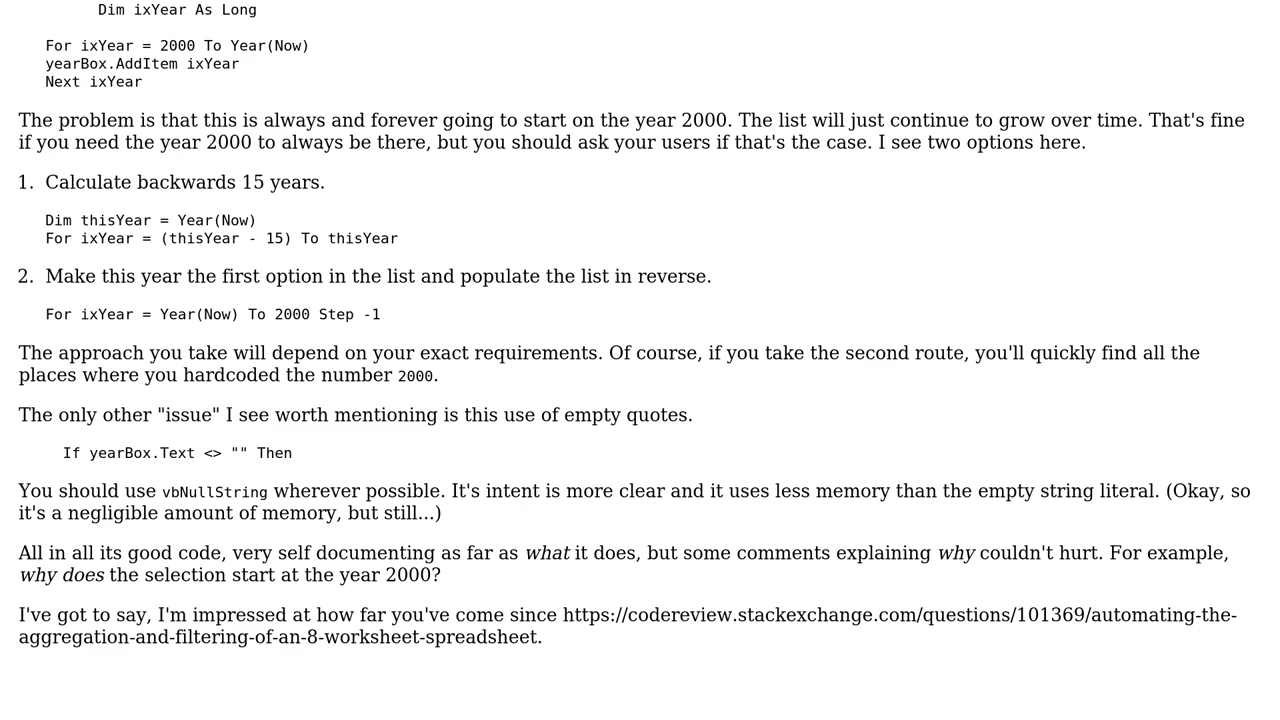 Dim ixYear As Long
For ixYear = 2000 To Year(Now)
yearBox.AddItem ixYear
Next ixYear
The problem is that this is always and forever going to start on the year 2000. The list will just continue to grow over time. That's fine
if you need the year 2000 to always be there, but you should ask your users if that's the case. I see two options here.
1. Calculate backwards 15 years.
Dim thisYear = Year(Now)
For ixYear = (thisYear - 15) To thisYear
2. Make this year the first option in the list and populate the list in reverse.
For ixYear = Year(Now) To 2000 Step -1
The approach you take will depend on your exact requirements. Of course, if you take the second route, you'll quickly find all the
places where you hardcoded the number 2000.
The only other "issue" I see worth mentioning is this use of empty quotes.
If yearBox.Text <> "" Then
You should use vbNullString wherever possible. It's intent is more clear and it uses less memory than the empty string literal. (Okay, so
it's a negligible amount of memory, but still...)
All in all its good code, very self documenting as far as what it does, but some comments explaining why couldn't hurt. For example,
why does the selection start at the year 2000?
I've got to say, I'm impressed at how far you've come since https://codereview.stackexchange.com/questions/101369/automating-the-
aggregation-and-filtering-of-an-8-worksheet-spreadsheet.